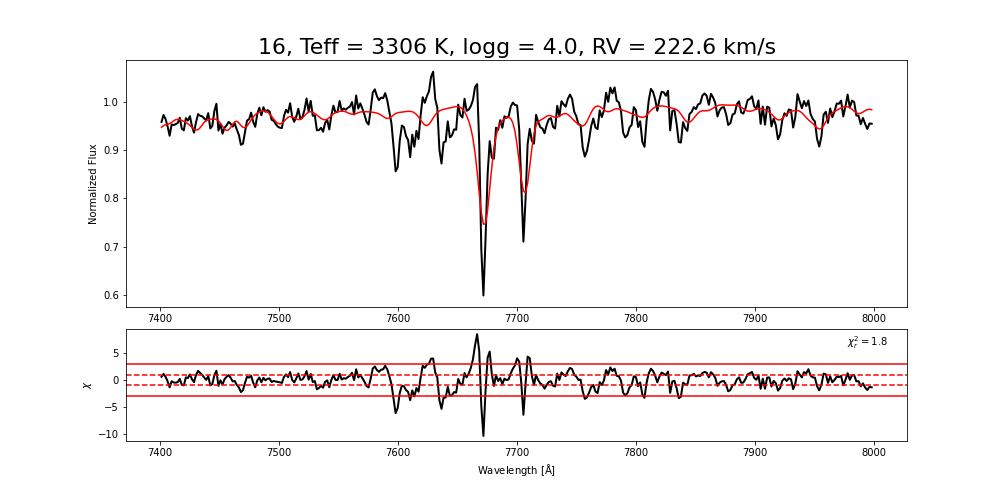 16, Teff = 3306 K, logg = 4.0, RV = 222.6 km/s
Normalized Flux
1.0
0.9
0.8
0.7
0.6
7400 7500 7600 7700 7800 7900 8000
χ²ᵣ = 1.8
χ
5
0
−5
−10
7400 7500 7600 7700 7800 7900 8000
Wavelength [Å]